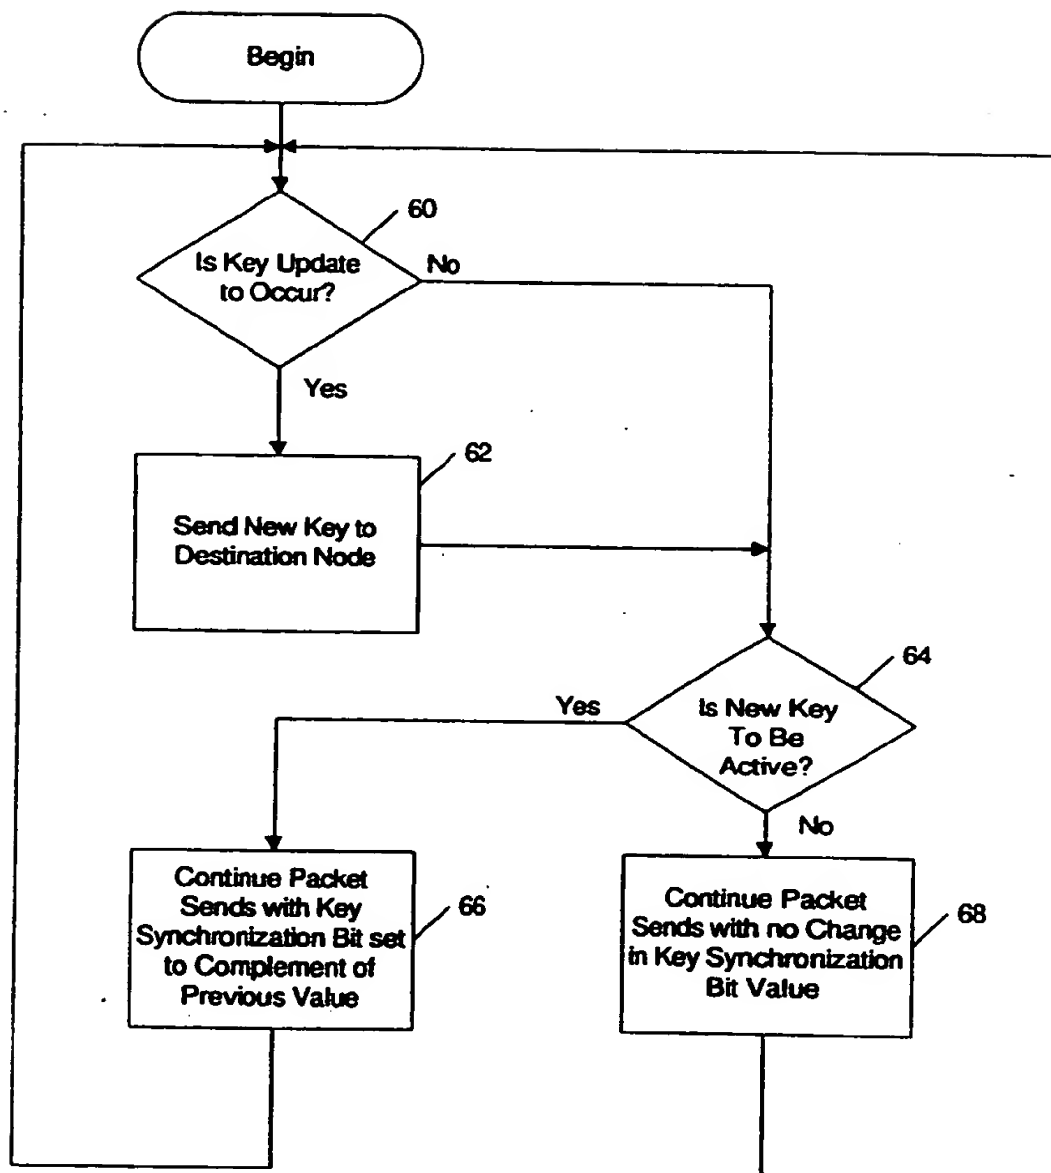 Begin
60
Is Key Update
to Occur?
No
Yes
62
Send New Key to
Destination Node
64
Is New Key
To Be
Active?
Yes
No
Continue Packet
Sends with Key
Synchronization Bit set
to Complement of
Previous Value
66
Continue Packet
Sends with no Change
in Key Synchronization
Bit Value
68